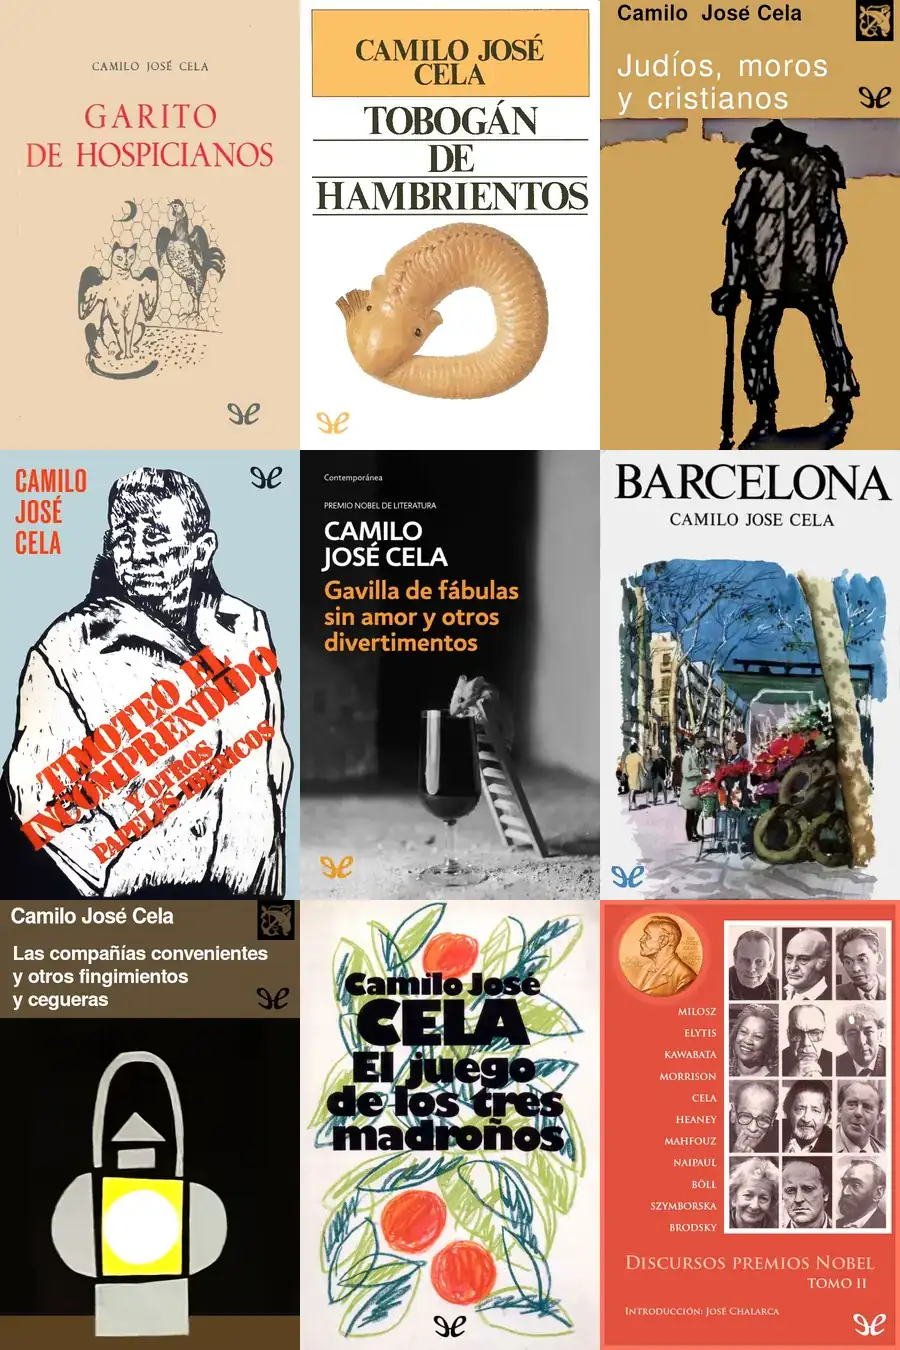 CAMILO JOSÉ CELA
GARITO
DE HOSPICIANOS
CAMILO JOSÉ
CELA
TOBOGÁN
DE
HAMBRIENTOS
Camilo José Cela
Judíos, moros
y cristianos
CAMILO
JOSÉ
CELA
TIMOTEO EL
INCOMPRENDIDO
Y OTROS
PAPELES IBERICOS
Contemporánea
PREMIO NOBEL DE LITERATURA
CAMILO
JOSÉ CELA
Gavilla de fábulas
sin amor y otros
divertimentos
BARCELONA
CAMILO JOSE CELA
Camilo José Cela
Las compañías convenientes
y otros fingimientos
y cegueras
Camilo José
CELA
El juego
de los tres
madroños
MILOSZ
ELYTIS
KAWABATA
MORRISON
CELA
HEANEY
MAHFOUZ
NAIPAUL
BÖLL
SZYMBORSKA
BRODSKY
DISCURSOS PREMIOS NOBEL
TOMO II
INTRODUCCIÓN: JOSÉ CHALARCA